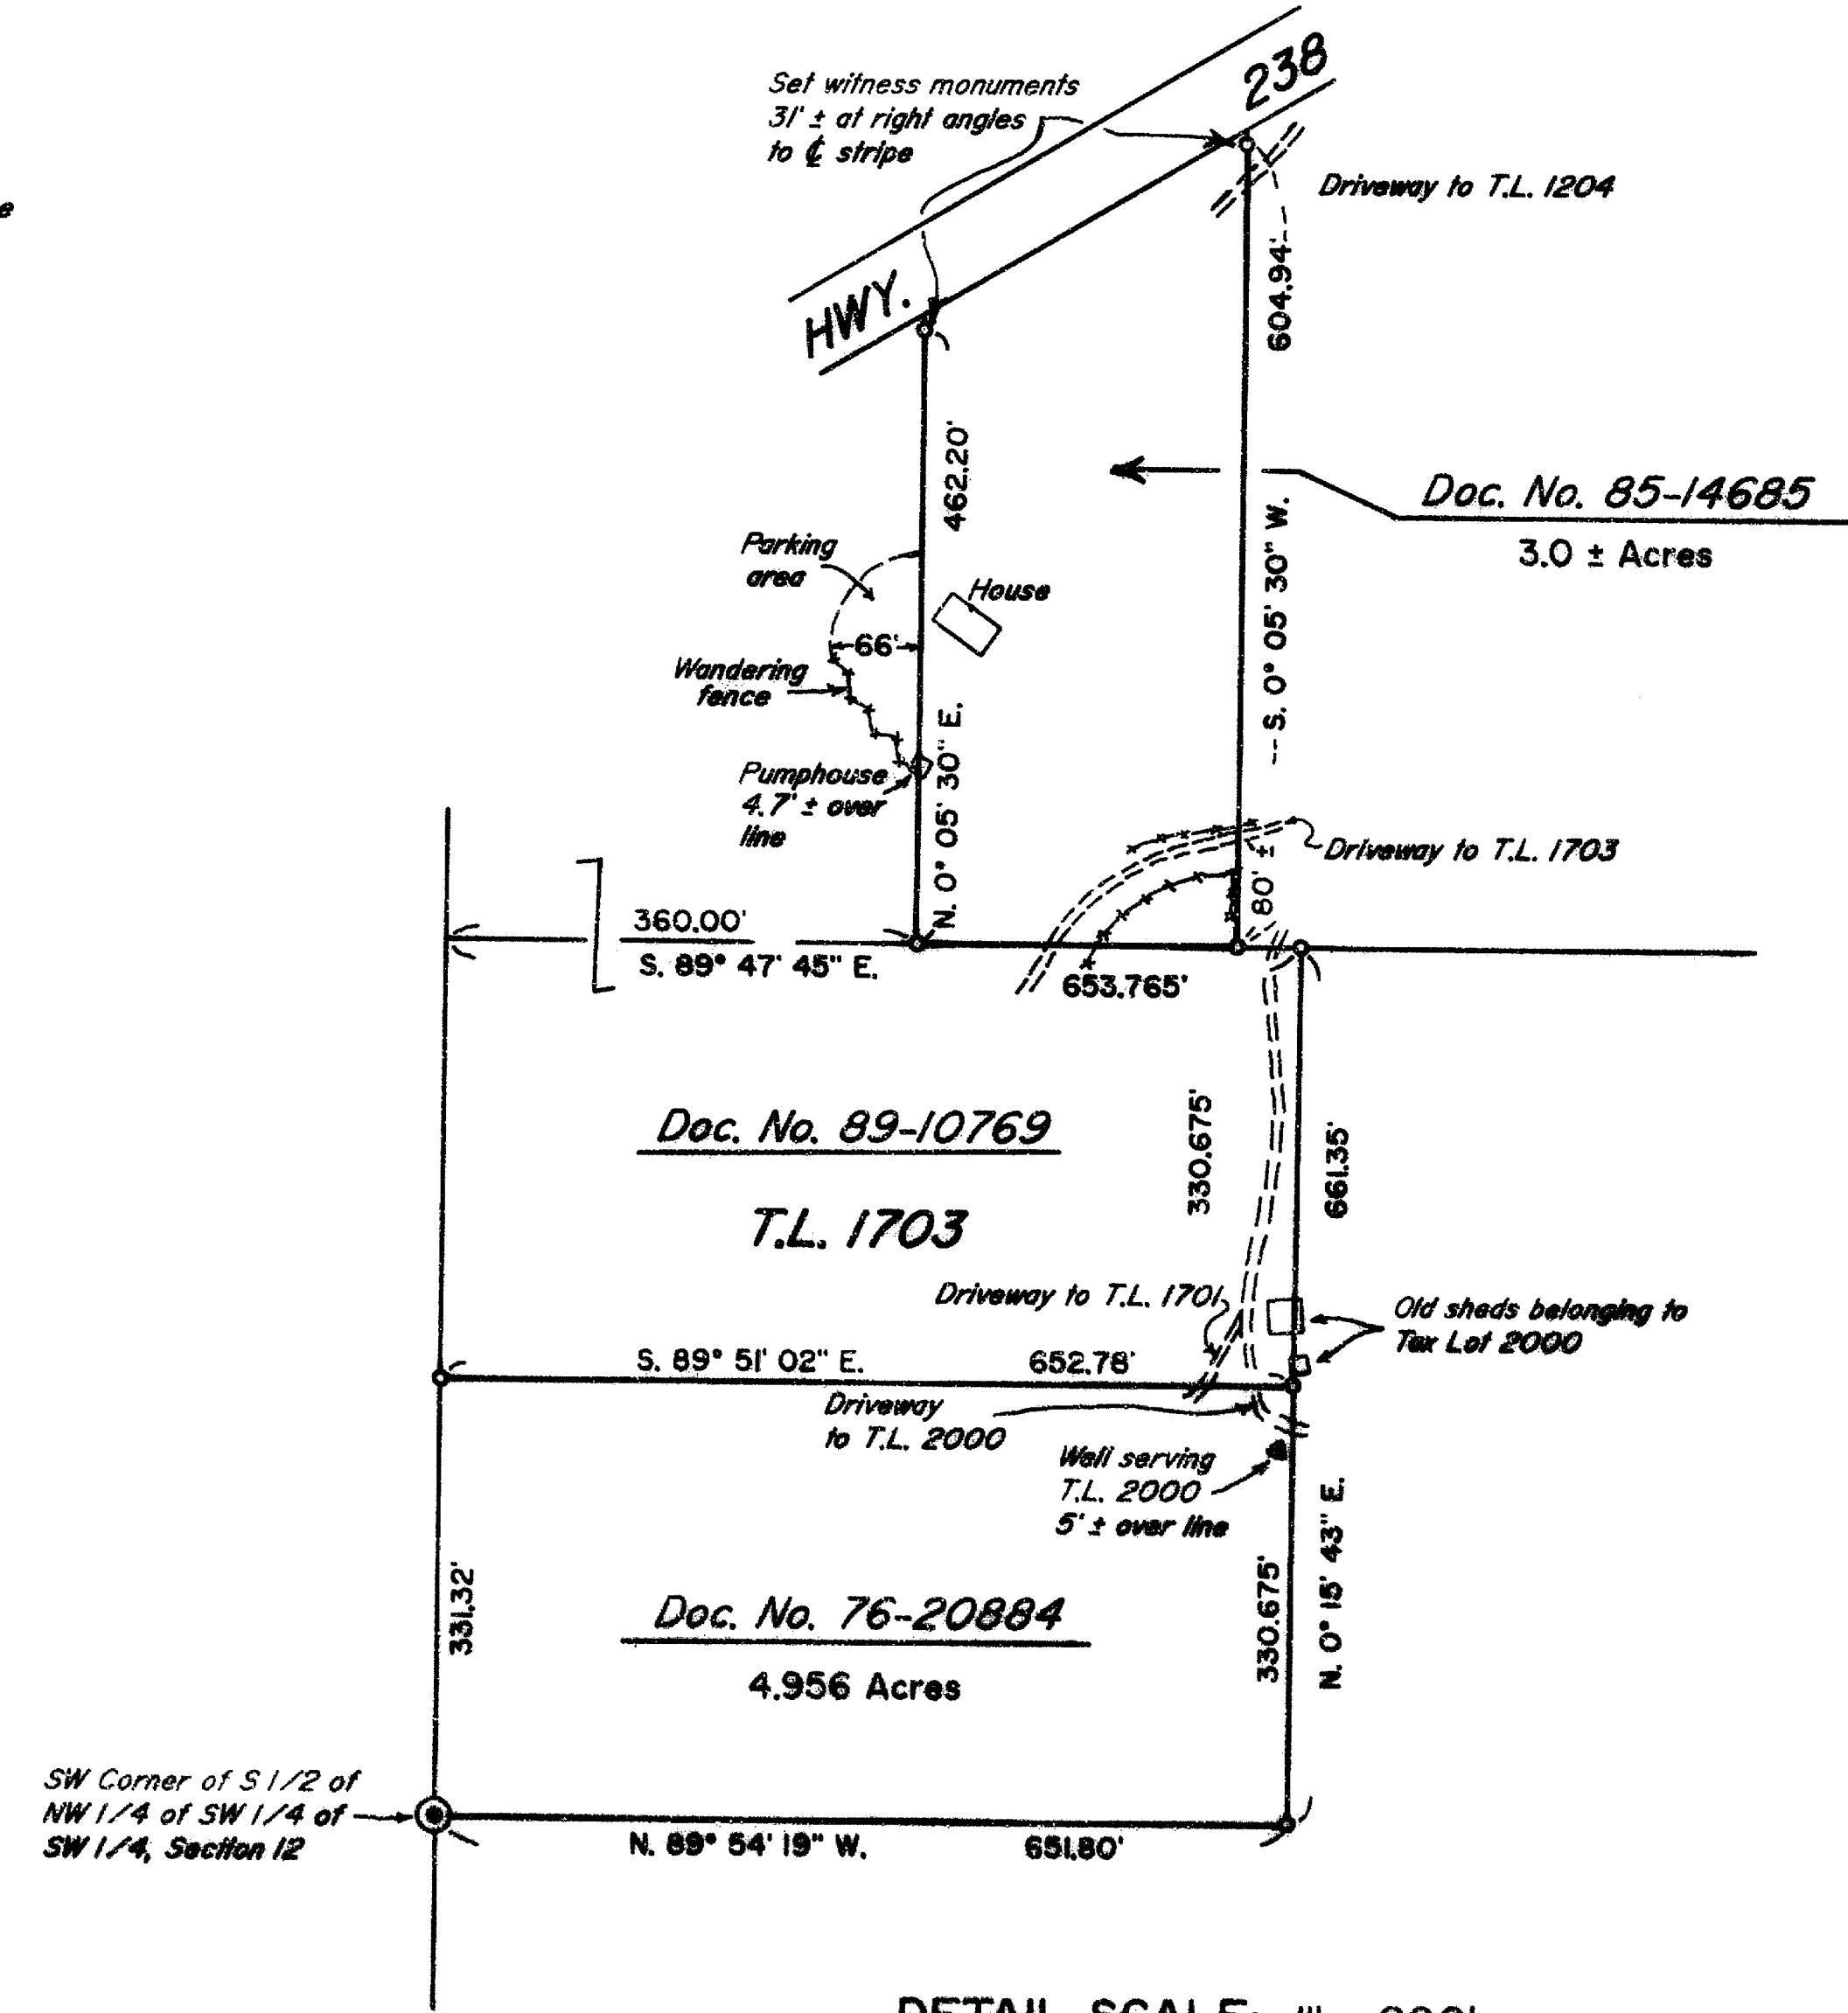 238
Set witness monuments
31' ± at right angles
to ℄ stripe
Driveway to T.L. 1204
HWY.
604.94'
462.20'
Doc. No. 85-14685
3.0 ± Acres
S. 0° 05' 30" W.
Parking
area
House
66'
Wandering
fence
N. 0° 05' 30" E.
Pumphouse
4.7' ± over
line
Driveway to T.L. 1703
80' ±
360.00'
S. 89° 47' 45" E.
653.765'
Doc. No. 89-10769
330.675'
661.35'
T.L. 1703
Driveway to T.L. 1701
Old sheds belonging to
Tax Lot 2000
S. 89° 51' 02" E.
652.78'
Driveway
to T.L. 2000
Well serving
T.L. 2000
5' ± over line
N. 0° 15' 43" E.
331.32'
330.675'
Doc. No. 76-20884
4.956 Acres
SW Corner of S 1/2 of
NW 1/4 of SW 1/4 of
SW 1/4, Section 12
N. 89° 54' 19" W.
651.80'
DETAIL SCALE: